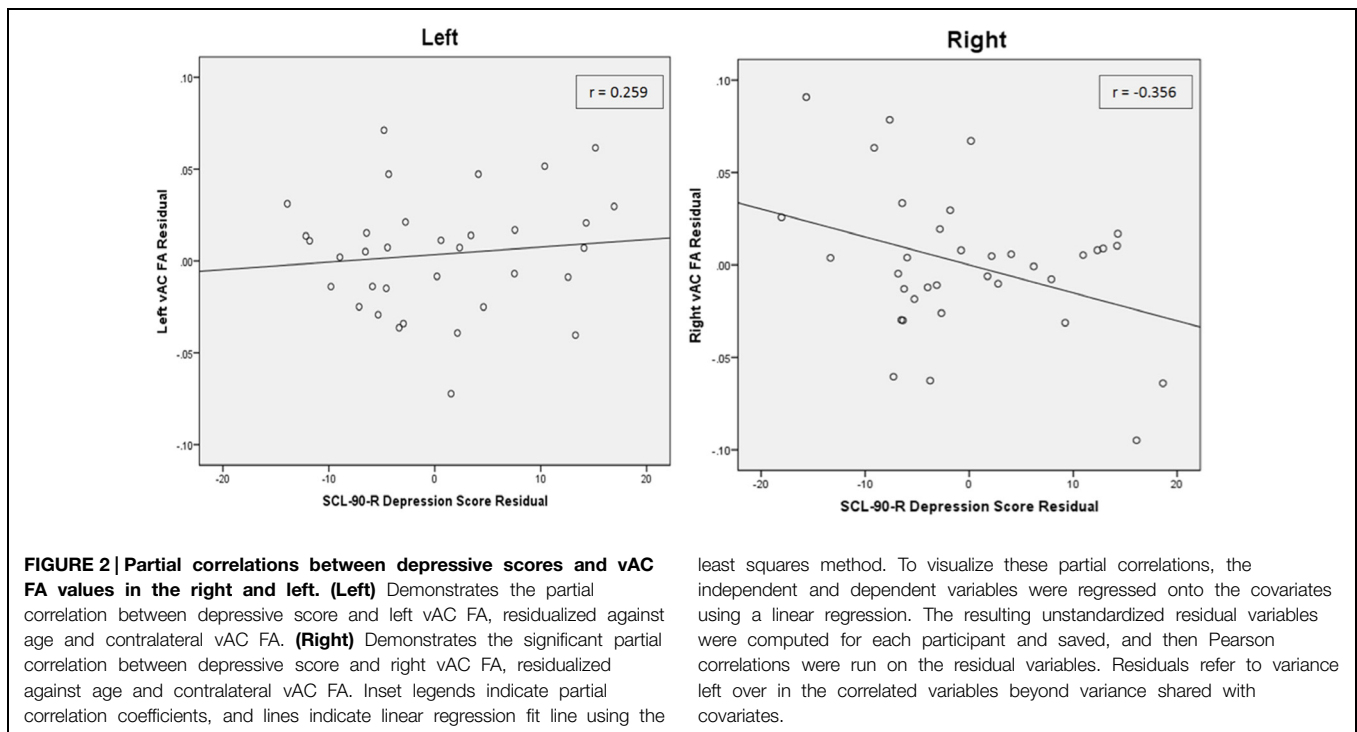 Left
r = 0.259
.10
.05
.00
-.05
-.10
Left vAC FA Residual
-20 -10 0 10 20
SCL-90-R Depression Score Residual
Right
r = -0.356
.10
.05
.00
-.05
-.10
Right vAC FA Residual
-20 -10 0 10 20
SCL-90-R Depression Score Residual
FIGURE 2 | Partial correlations between depressive scores and vAC
FA values in the right and left. (Left) Demonstrates the partial
correlation between depressive score and left vAC FA, residualized against
age and contralateral vAC FA. (Right) Demonstrates the significant partial
correlation between depressive score and right vAC FA, residualized
against age and contralateral vAC FA. Inset legends indicate partial
correlation coefficients, and lines indicate linear regression fit line using the
least squares method. To visualize these partial correlations, the
independent and dependent variables were regressed onto the covariates
using a linear regression. The resulting unstandardized residual variables
were computed for each participant and saved, and then Pearson
correlations were run on the residual variables. Residuals refer to variance
left over in the correlated variables beyond variance shared with
covariates.